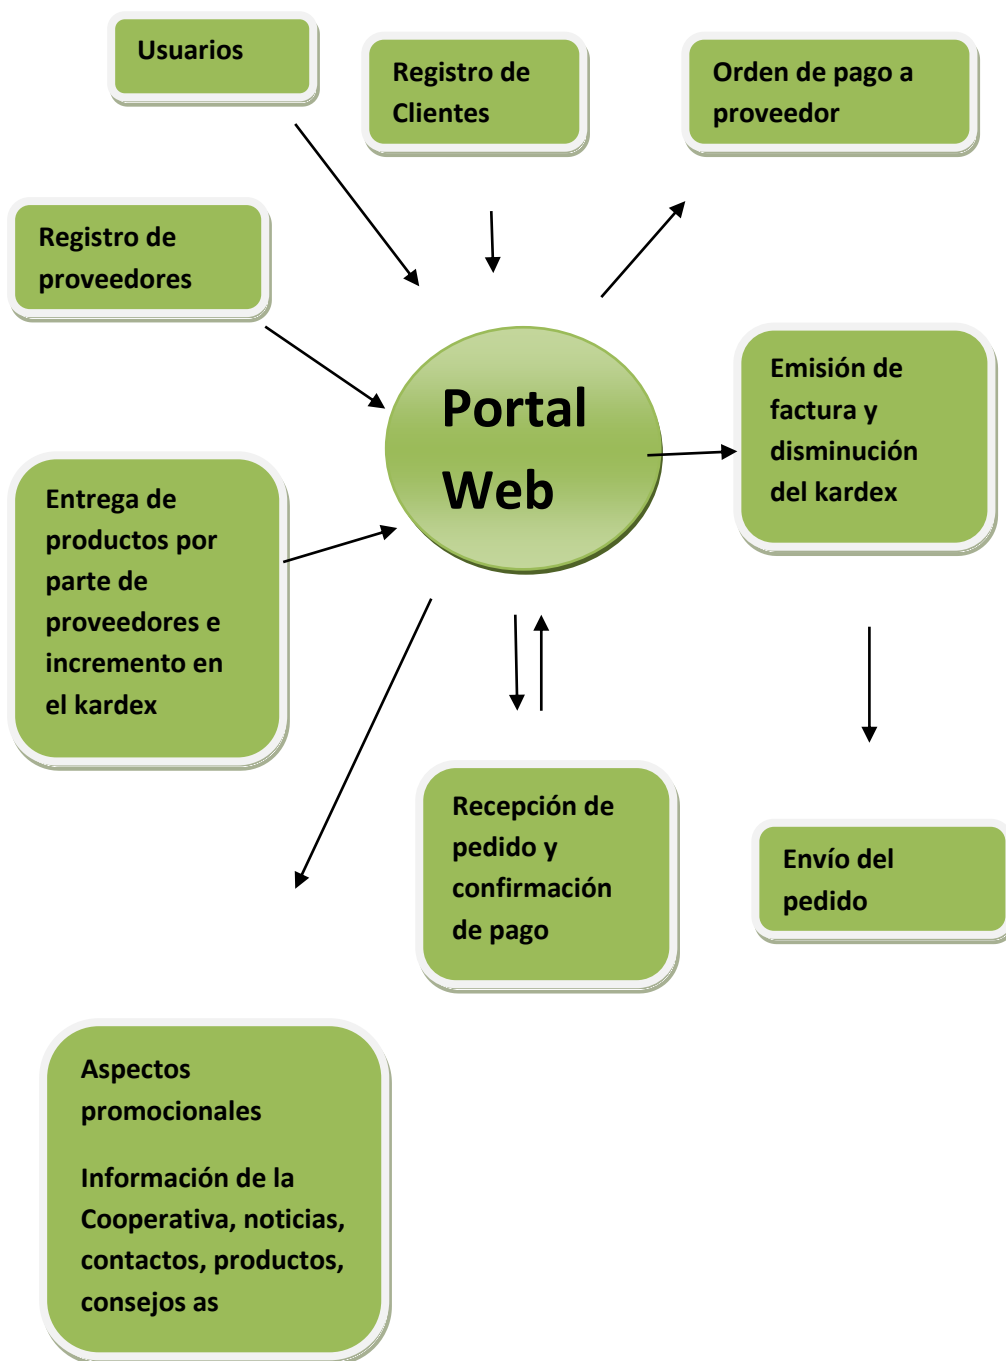 Usuarios
Registro de
Clientes
Orden de pago a
proveedor
Registro de
proveedores
Portal
Web
Emisión de
factura y
disminución
del kardex
Entrega de
productos por
parte de
proveedores e
incremento en
el kardex
Recepción de
pedido y
confirmación
de pago
Envío del
pedido
Aspectos
promocionales
Información de la
Cooperativa, noticias,
contactos, productos,
consejos as